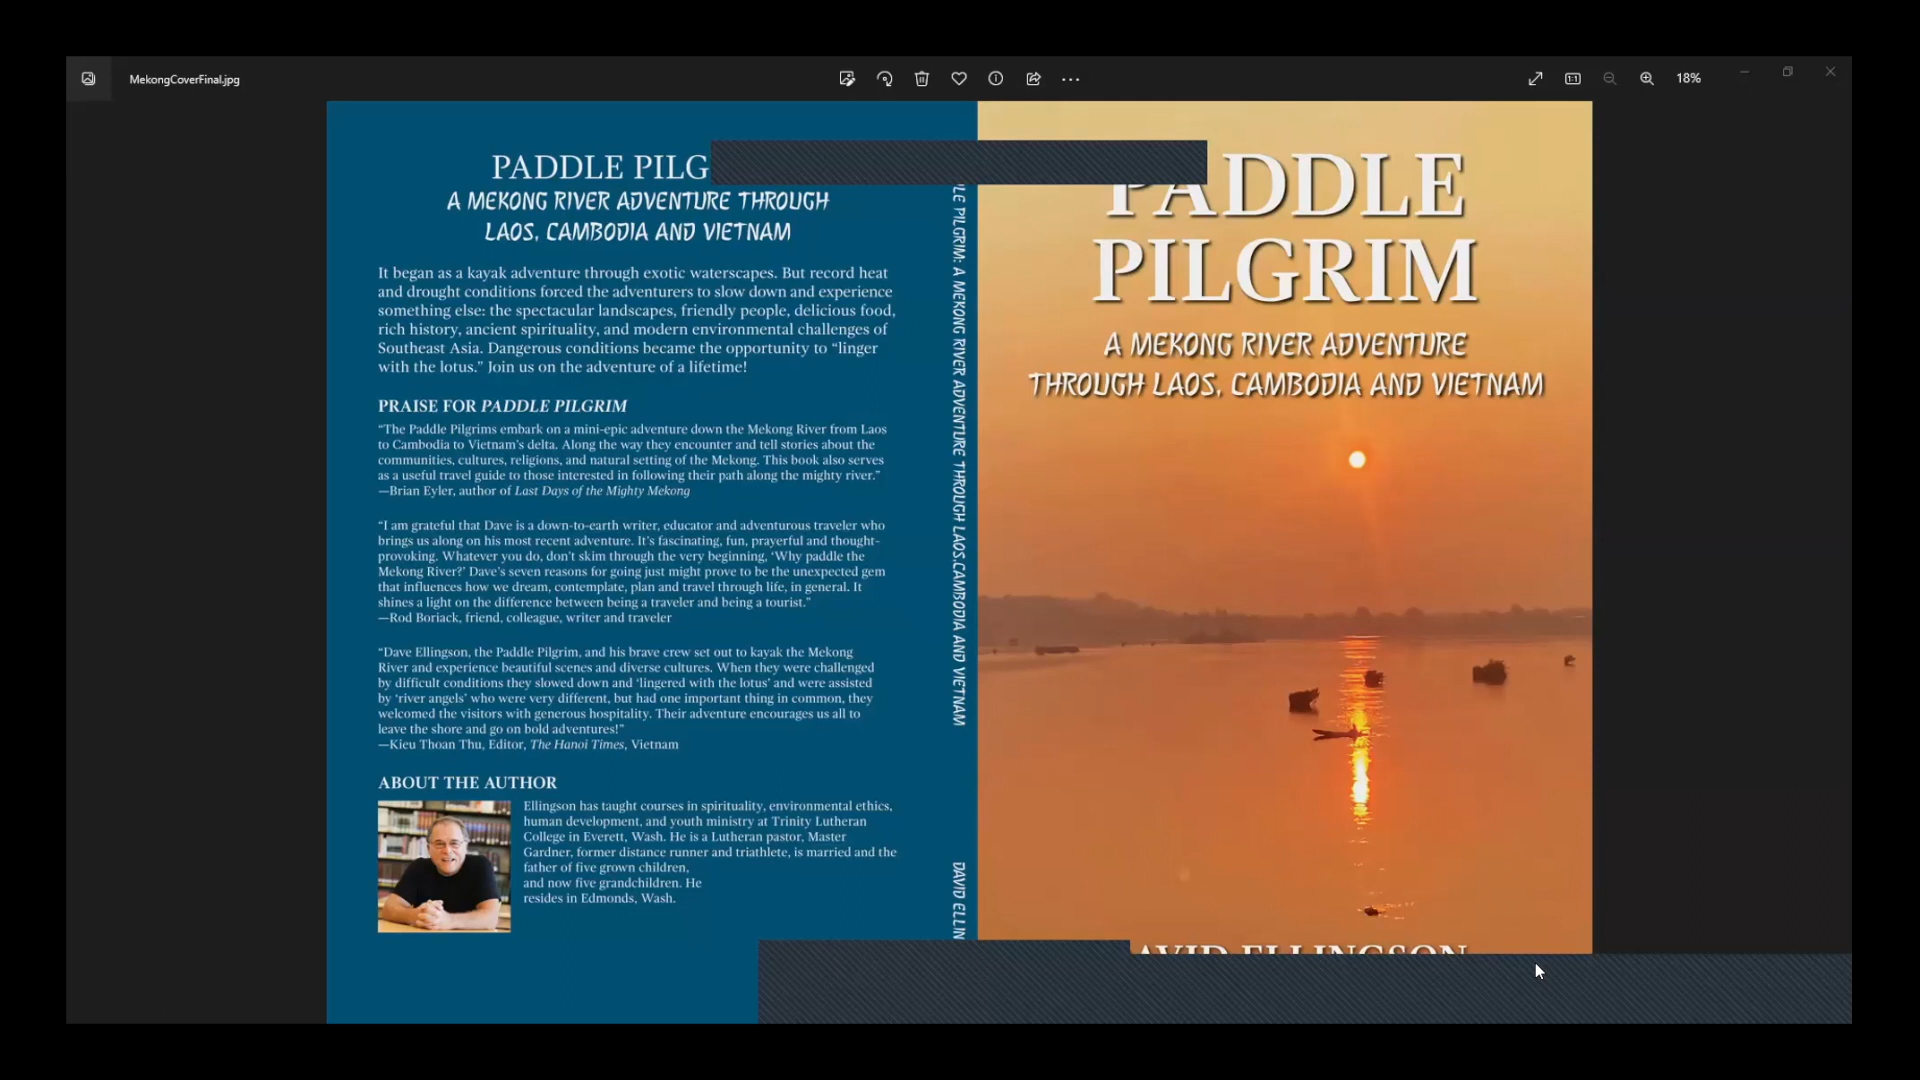 MekongCoverFinal.jpg
18%
PADDLE
A MEKONG RIVER ADVENTURE THROUGH
LAOS, CAMBODIA AND VIETNAM
It began as a kayak adventure through exotic waterscapes. But record heat
and drought conditions forced the adventurers to slow down and experience
something else: the spectacular landscapes, friendly people, delicious food,
rich history, ancient spirituality, and modern environmental challenges of
Southeast Asia. Dangerous conditions became the opportunity to “linger
with the lotus.” Join us on the adventure of a lifetime!
PRAISE FOR PADDLE PILGRIM
“The Paddle Pilgrims embark on a mini-epic adventure down the Mekong River from Laos
to Cambodia to Vietnam’s delta. Along the way they encounter and tell stories about the
communities, cultures, religions, and natural setting of the Mekong. This book also serves
as a useful travel guide to those interested in following their path along the mighty river.”
—Brian Eyler, author of Last Days of the Mighty Mekong
“I am grateful that Dave is a down-to-earth writer, educator and adventurous traveler who
brings us along on his most recent adventure. It’s fascinating, fun, prayerful and thought-
provoking. Whatever you do, don’t skim through the very beginning, ‘Why paddle the
Mekong River?’ Dave’s seven reasons for going just might prove to be the unexpected gem
that influences how we dream, contemplate, plan and travel through life, in general. It
shines a light on the difference between being a traveler and being a tourist.”
—Rod Boriack, friend, colleague, writer and traveler
“Dave Ellingson, the Paddle Pilgrim, and his brave crew set out to kayak the Mekong
River and experience beautiful scenes and diverse cultures. When they were challenged
by difficult conditions they slowed down and ‘lingered with the lotus’ and were assisted
by ‘river angels’ who were very different, but had one important thing in common, they
welcomed the visitors with generous hospitality. Their adventure encourages us all to
leave the shore and go on bold adventures!”
—Kieu Thoan Thu, Editor, The Hanoi Times, Vietnam
ABOUT THE AUTHOR
Ellingson has taught courses in spirituality, environmental ethics,
human development, and youth ministry at Trinity Lutheran
College in Everett, Wash. He is a Lutheran pastor, Master
Gardner, former distance runner and triathlete, is married and the
father of five grown children,
and now five grandchildren. He
resides in Edmonds, Wash.
PILGRIM: A MEKONG RIVER ADVENTURE THROUGH LAOS,CAMBODIA AND VIETNAM
DAVID
PADDLE
PILGRIM
A MEKONG RIVER ADVENTURE
THROUGH LAOS, CAMBODIA AND VIETNAM
ELLINGSON